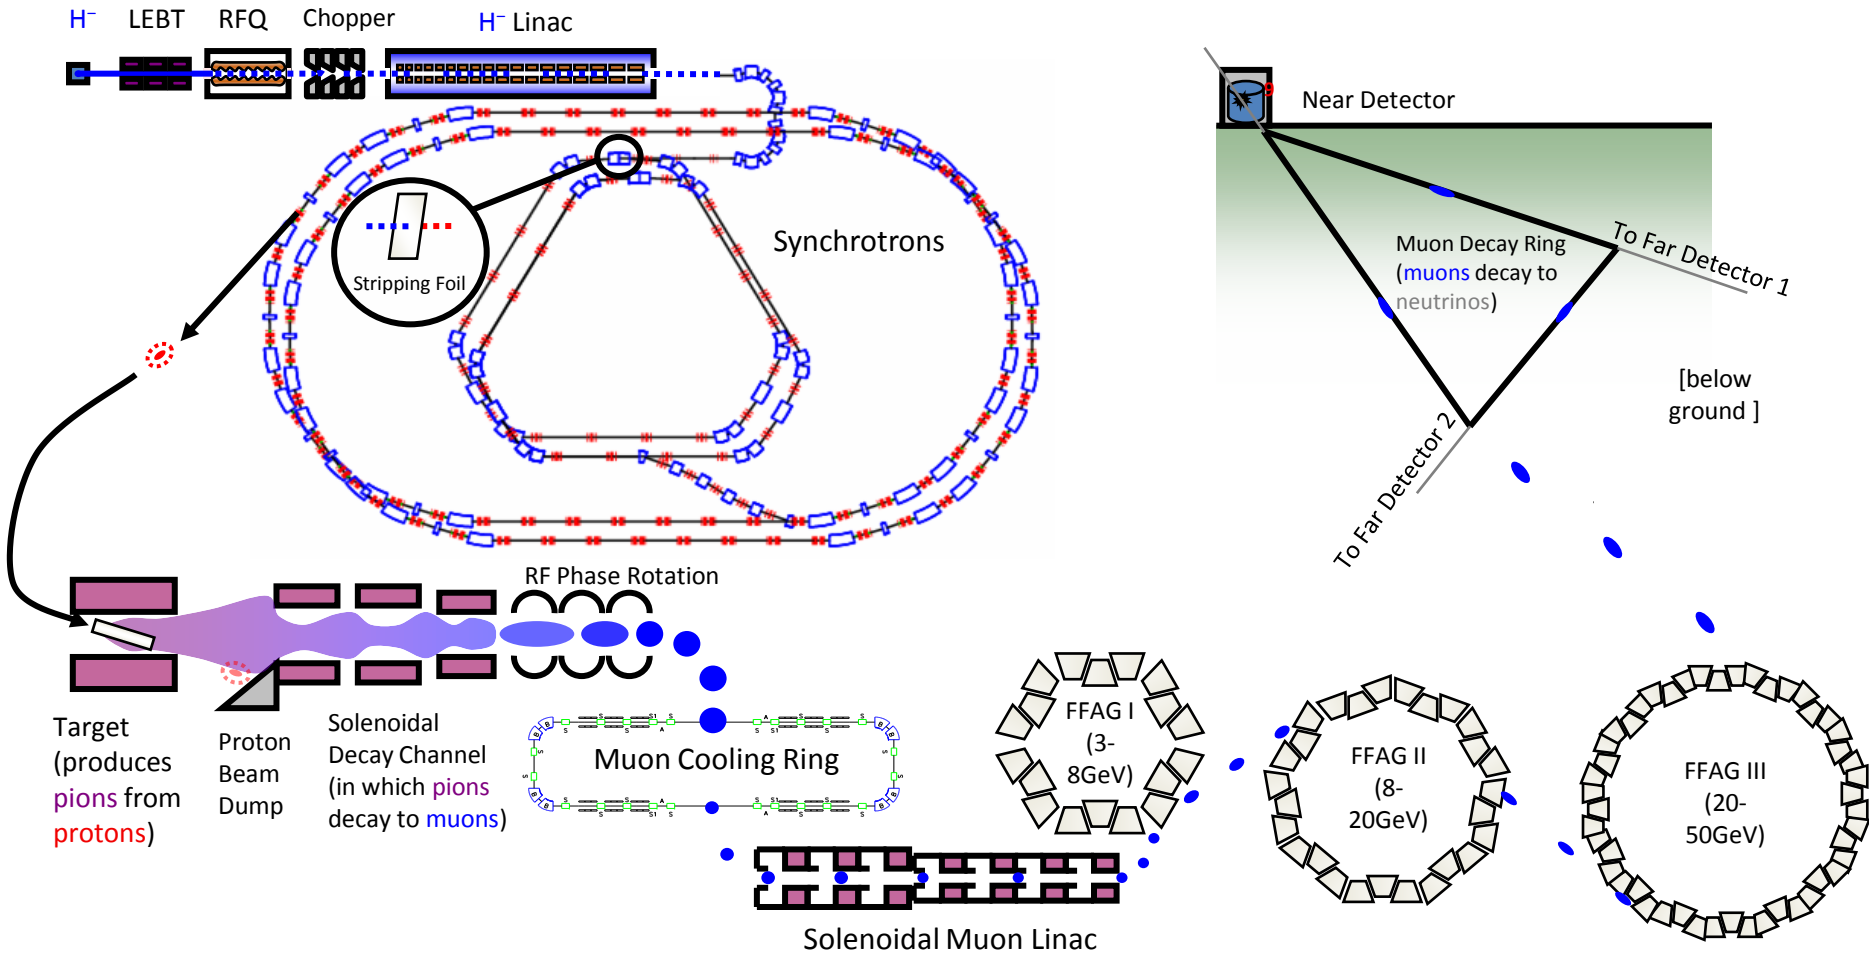 H⁻
LEBT
RFQ
Chopper
H⁻ Linac
9
Near Detector
Synchrotrons
Stripping Foil
Muon Decay Ring
(muons decay to
neutrinos)
To Far Detector 1
[below
ground ]
To Far Detector 2
RF Phase Rotation
Target
(produces
pions from
protons)
Proton
Beam
Dump
Solenoidal
Decay Channel
(in which pions
decay to muons)
Muon Cooling Ring
FFAG I
(3-
8GeV)
FFAG II
(8-
20GeV)
FFAG III
(20-
50GeV)
Solenoidal Muon Linac